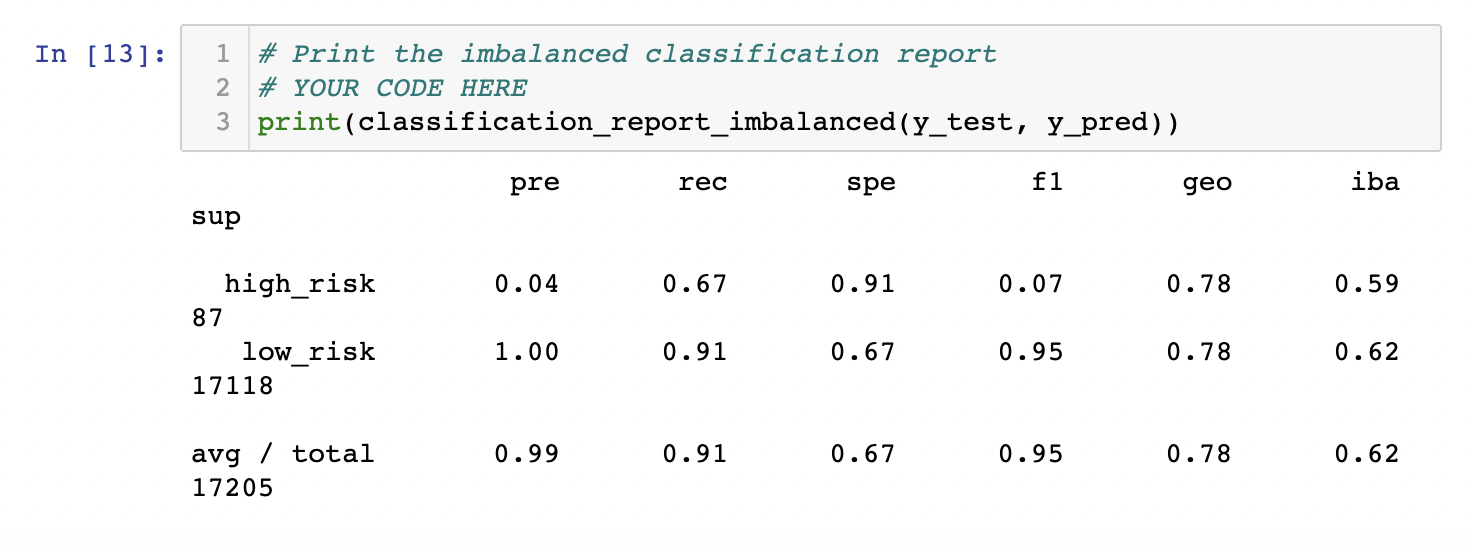 In [13]:
1 # Print the imbalanced classification report
2 # YOUR CODE HERE
3 print(classification_report_imbalanced(y_test, y_pred))
pre rec spe f1 geo iba
sup
high_risk 0.04 0.67 0.91 0.07 0.78 0.59
87
low_risk 1.00 0.91 0.67 0.95 0.78 0.62
17118
avg / total 0.99 0.91 0.67 0.95 0.78 0.62
17205